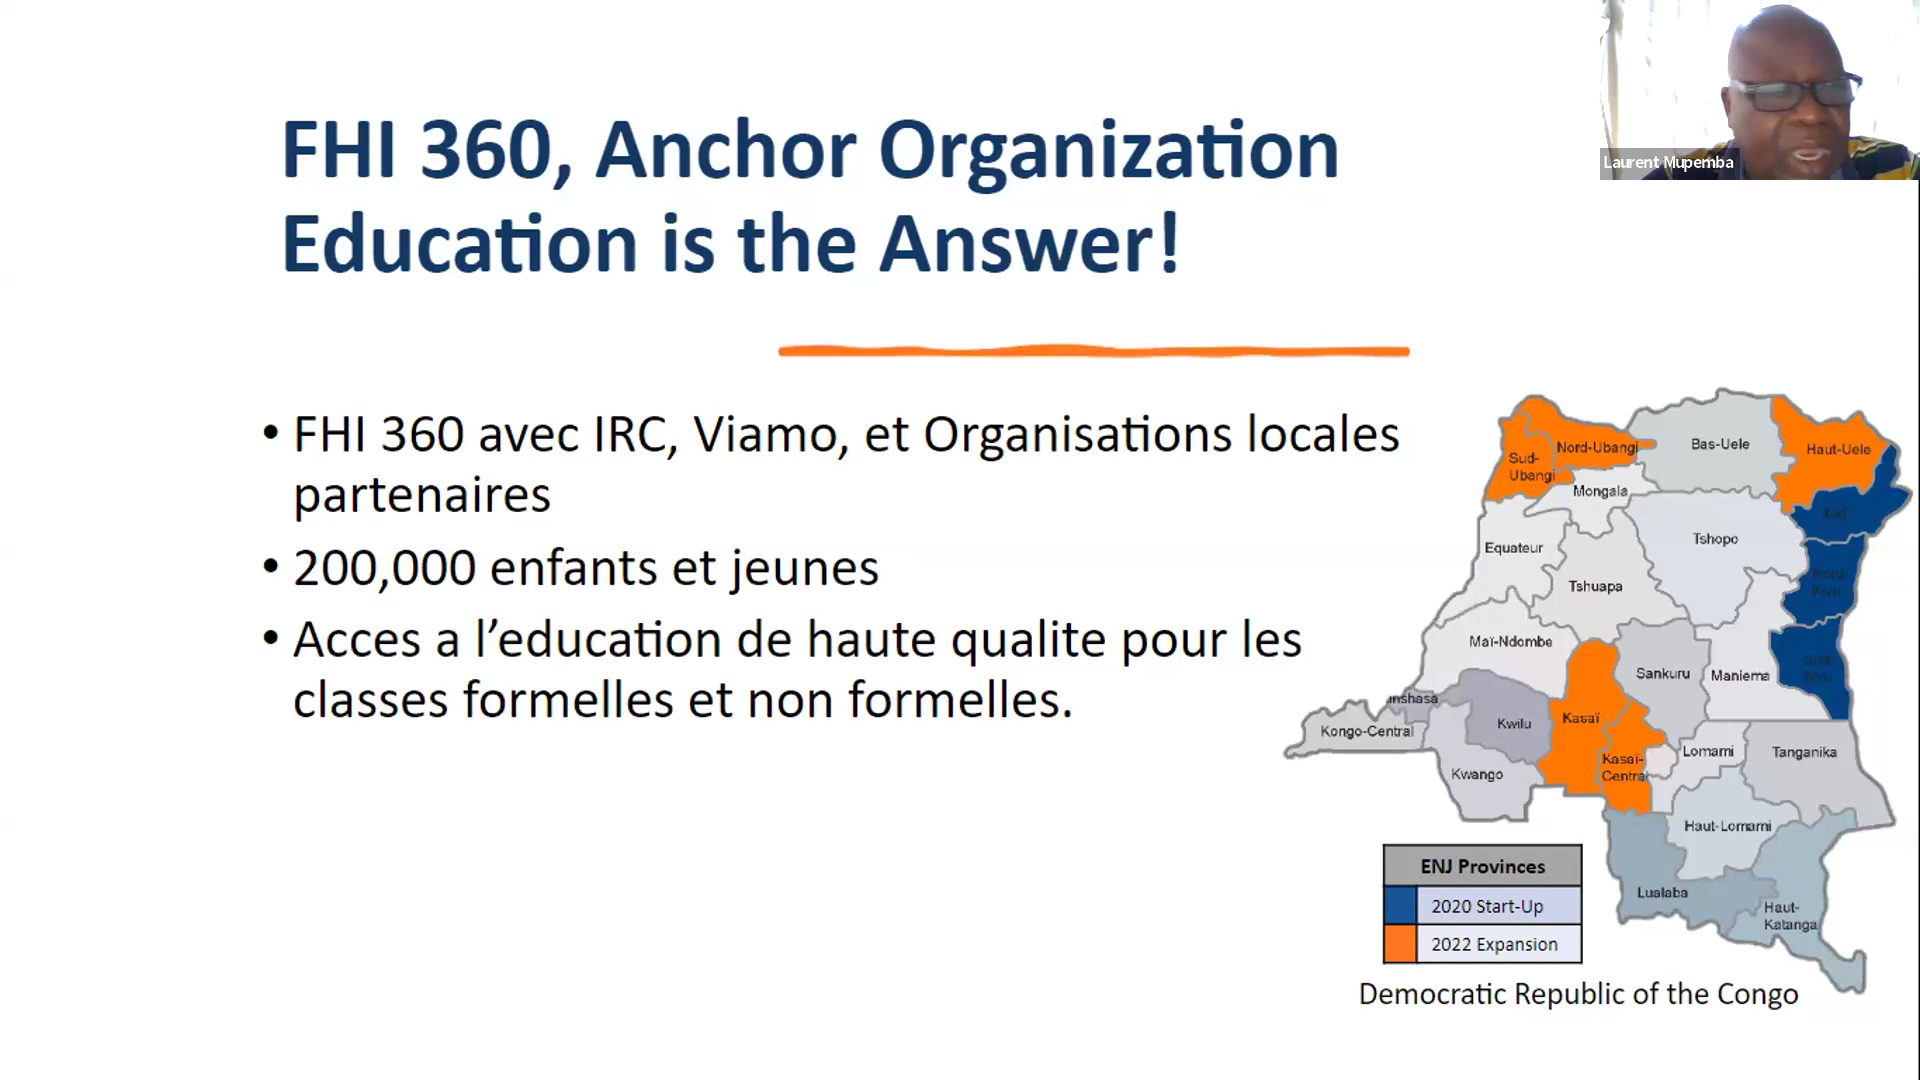 Laurent Mupemba
FHI 360, Anchor Organization
Education is the Answer!
• FHI 360 avec IRC, Viamo, et Organisations locales
partenaires
• 200,000 enfants et jeunes
• Acces a l’education de haute qualite pour les
classes formelles et non formelles.
Sud-
Ubangi
Nord-Ubangi
Bas-Uele
Haut-Uele
Mongala
Equateur
Tshopo
Tshuapa
Maï-Ndombe
Sankuru
Maniema
Kongo-Central
Kwilu
Kasaï
Kwango
Kasaï-
Central
Lomami
Tanganika
Haut-Lomami
Lualaba
Haut-
Katanga
ENJ Provinces
2020 Start-Up
2022 Expansion
Democratic Republic of the Congo